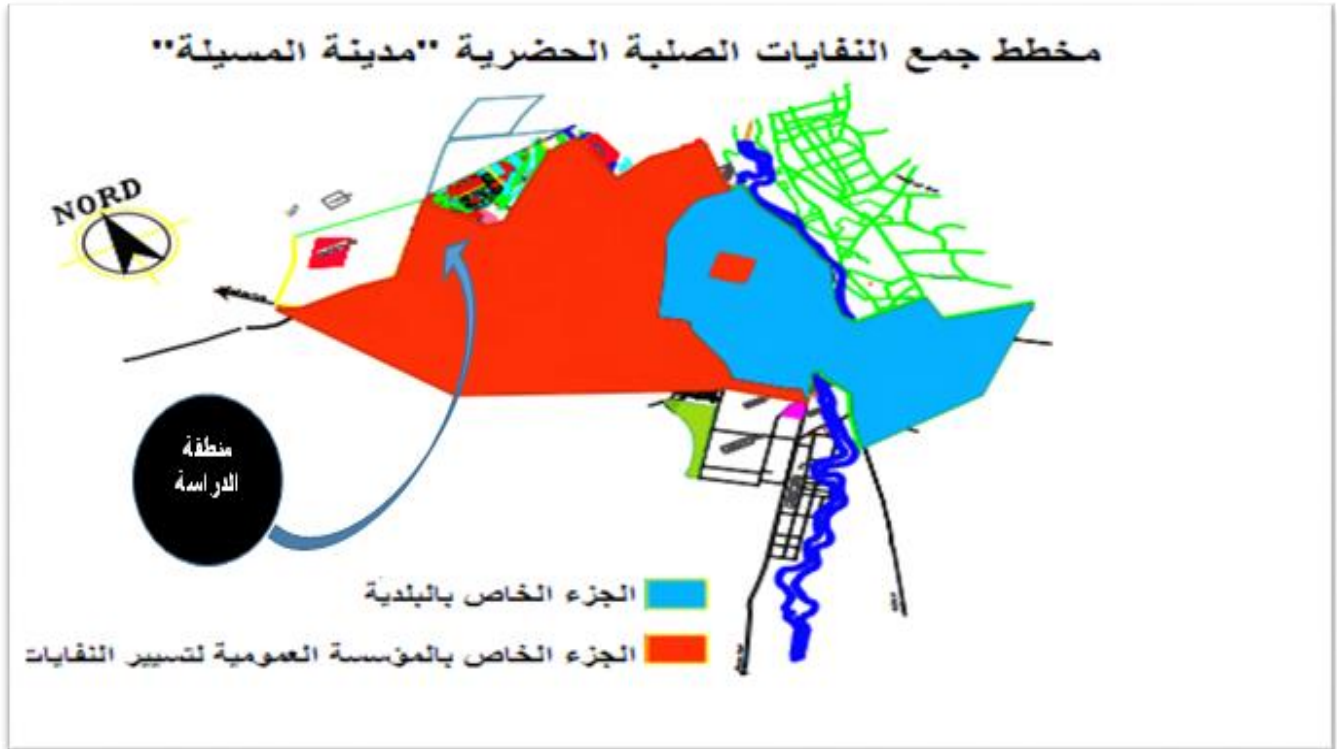 مخطط جمع النفايات الصلبة الحضرية "مدينة المسيلة"
NORD
منطقة
الدراسة
الجزء الخاص بالبلدية
الجزء الخاص بالمؤسسة العمومية لتسيير النفايات